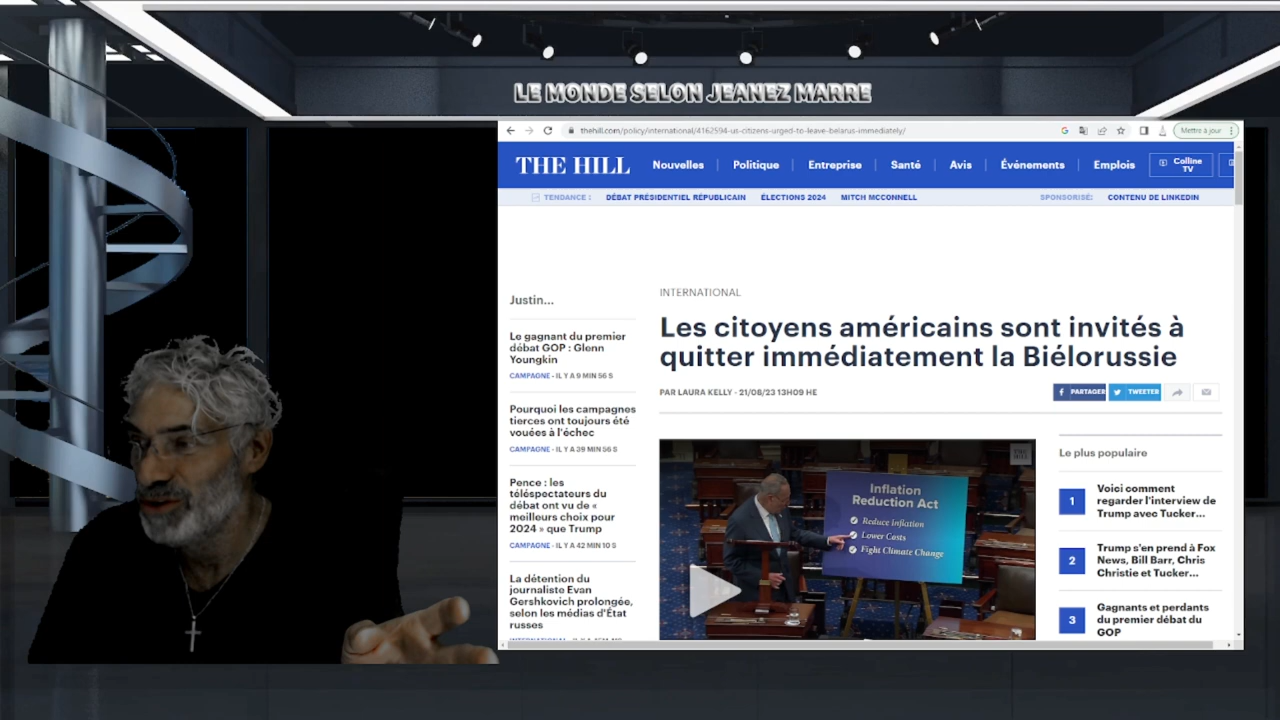 LE MONDE SELON JEANEZ MARRE
thehill.com/policy/international/4162594-us-citizens-urged-to-leave-belarus-immediately/
Mettre à jour
THE HILL
Nouvelles
Politique
Entreprise
Santé
Avis
Événements
Emplois
Colline
TV
TENDANCE :
DÉBAT PRÉSIDENTIEL RÉPUBLICAIN
ÉLECTIONS 2024
MITCH MCCONNELL
SPONSORISÉ:
CONTENU DE LINKEDIN
Justin...
Le gagnant du premier
débat GOP : Glenn
Youngkin
CAMPAGNE - IL Y A 9 MIN 56 S
Pourquoi les campagnes
tierces ont toujours été
vouées à l'échec
CAMPAGNE - IL Y A 39 MIN 56 S
Pence : les
téléspectateurs du
débat ont vu de «
meilleurs choix pour
2024 » que Trump
CAMPAGNE - IL Y A 42 MIN 10 S
La détention du
journaliste Evan
Gershkovich prolongée,
selon les médias d'État
russes
INTERNATIONAL
Les citoyens américains sont invités à
quitter immédiatement la Biélorussie
PAR LAURA KELLY - 21/08/23 13H09 HE
PARTAGER
TWEETER
THE HILL
Inflation
Reduction Act
Reduce Inflation
Lower Costs
Fight Climate Change
Le plus populaire
1
Voici comment
regarder l'interview de
Trump avec Tucker...
2
Trump s'en prend à Fox
News, Bill Barr, Chris
Christie et Tucker...
3
Gagnants et perdants
du premier débat du
GOP